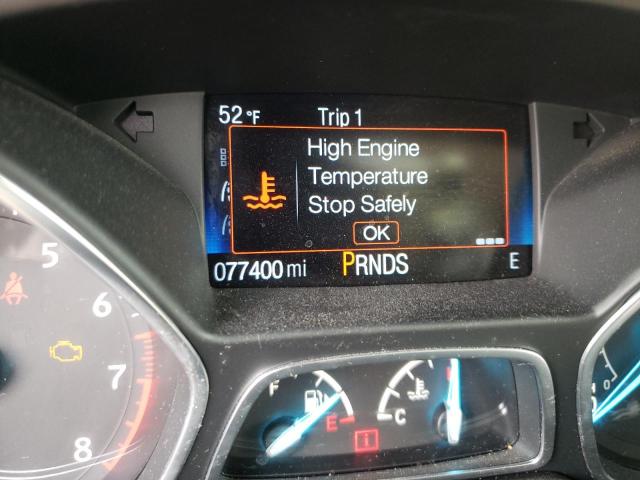 52 °F Trip 1
High Engine
Temperature
Stop Safely
OK
077400 mi PRNDS E
5
6
7
8
F
E
C